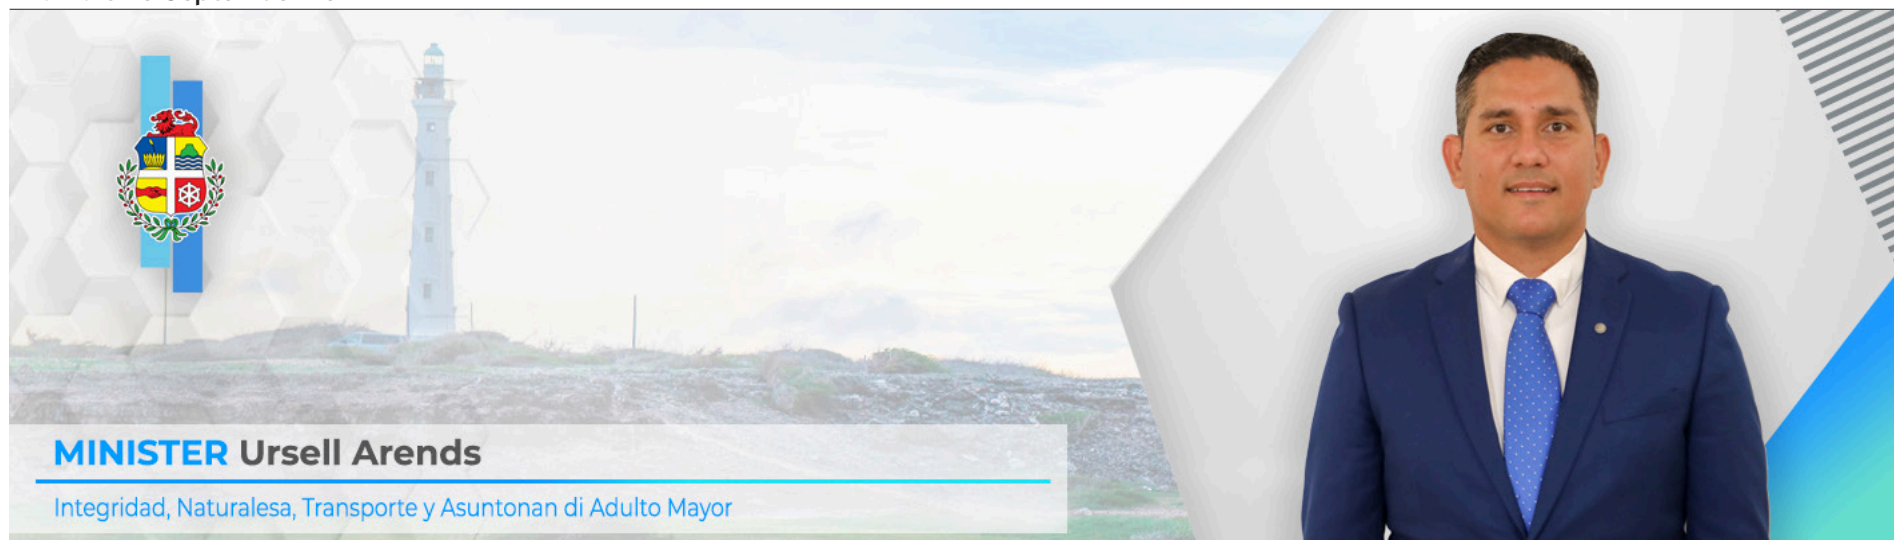 MINISTER Ursell Arends
Integridad, Naturalesa, Transporte y Asuntonan di Adulto Mayor